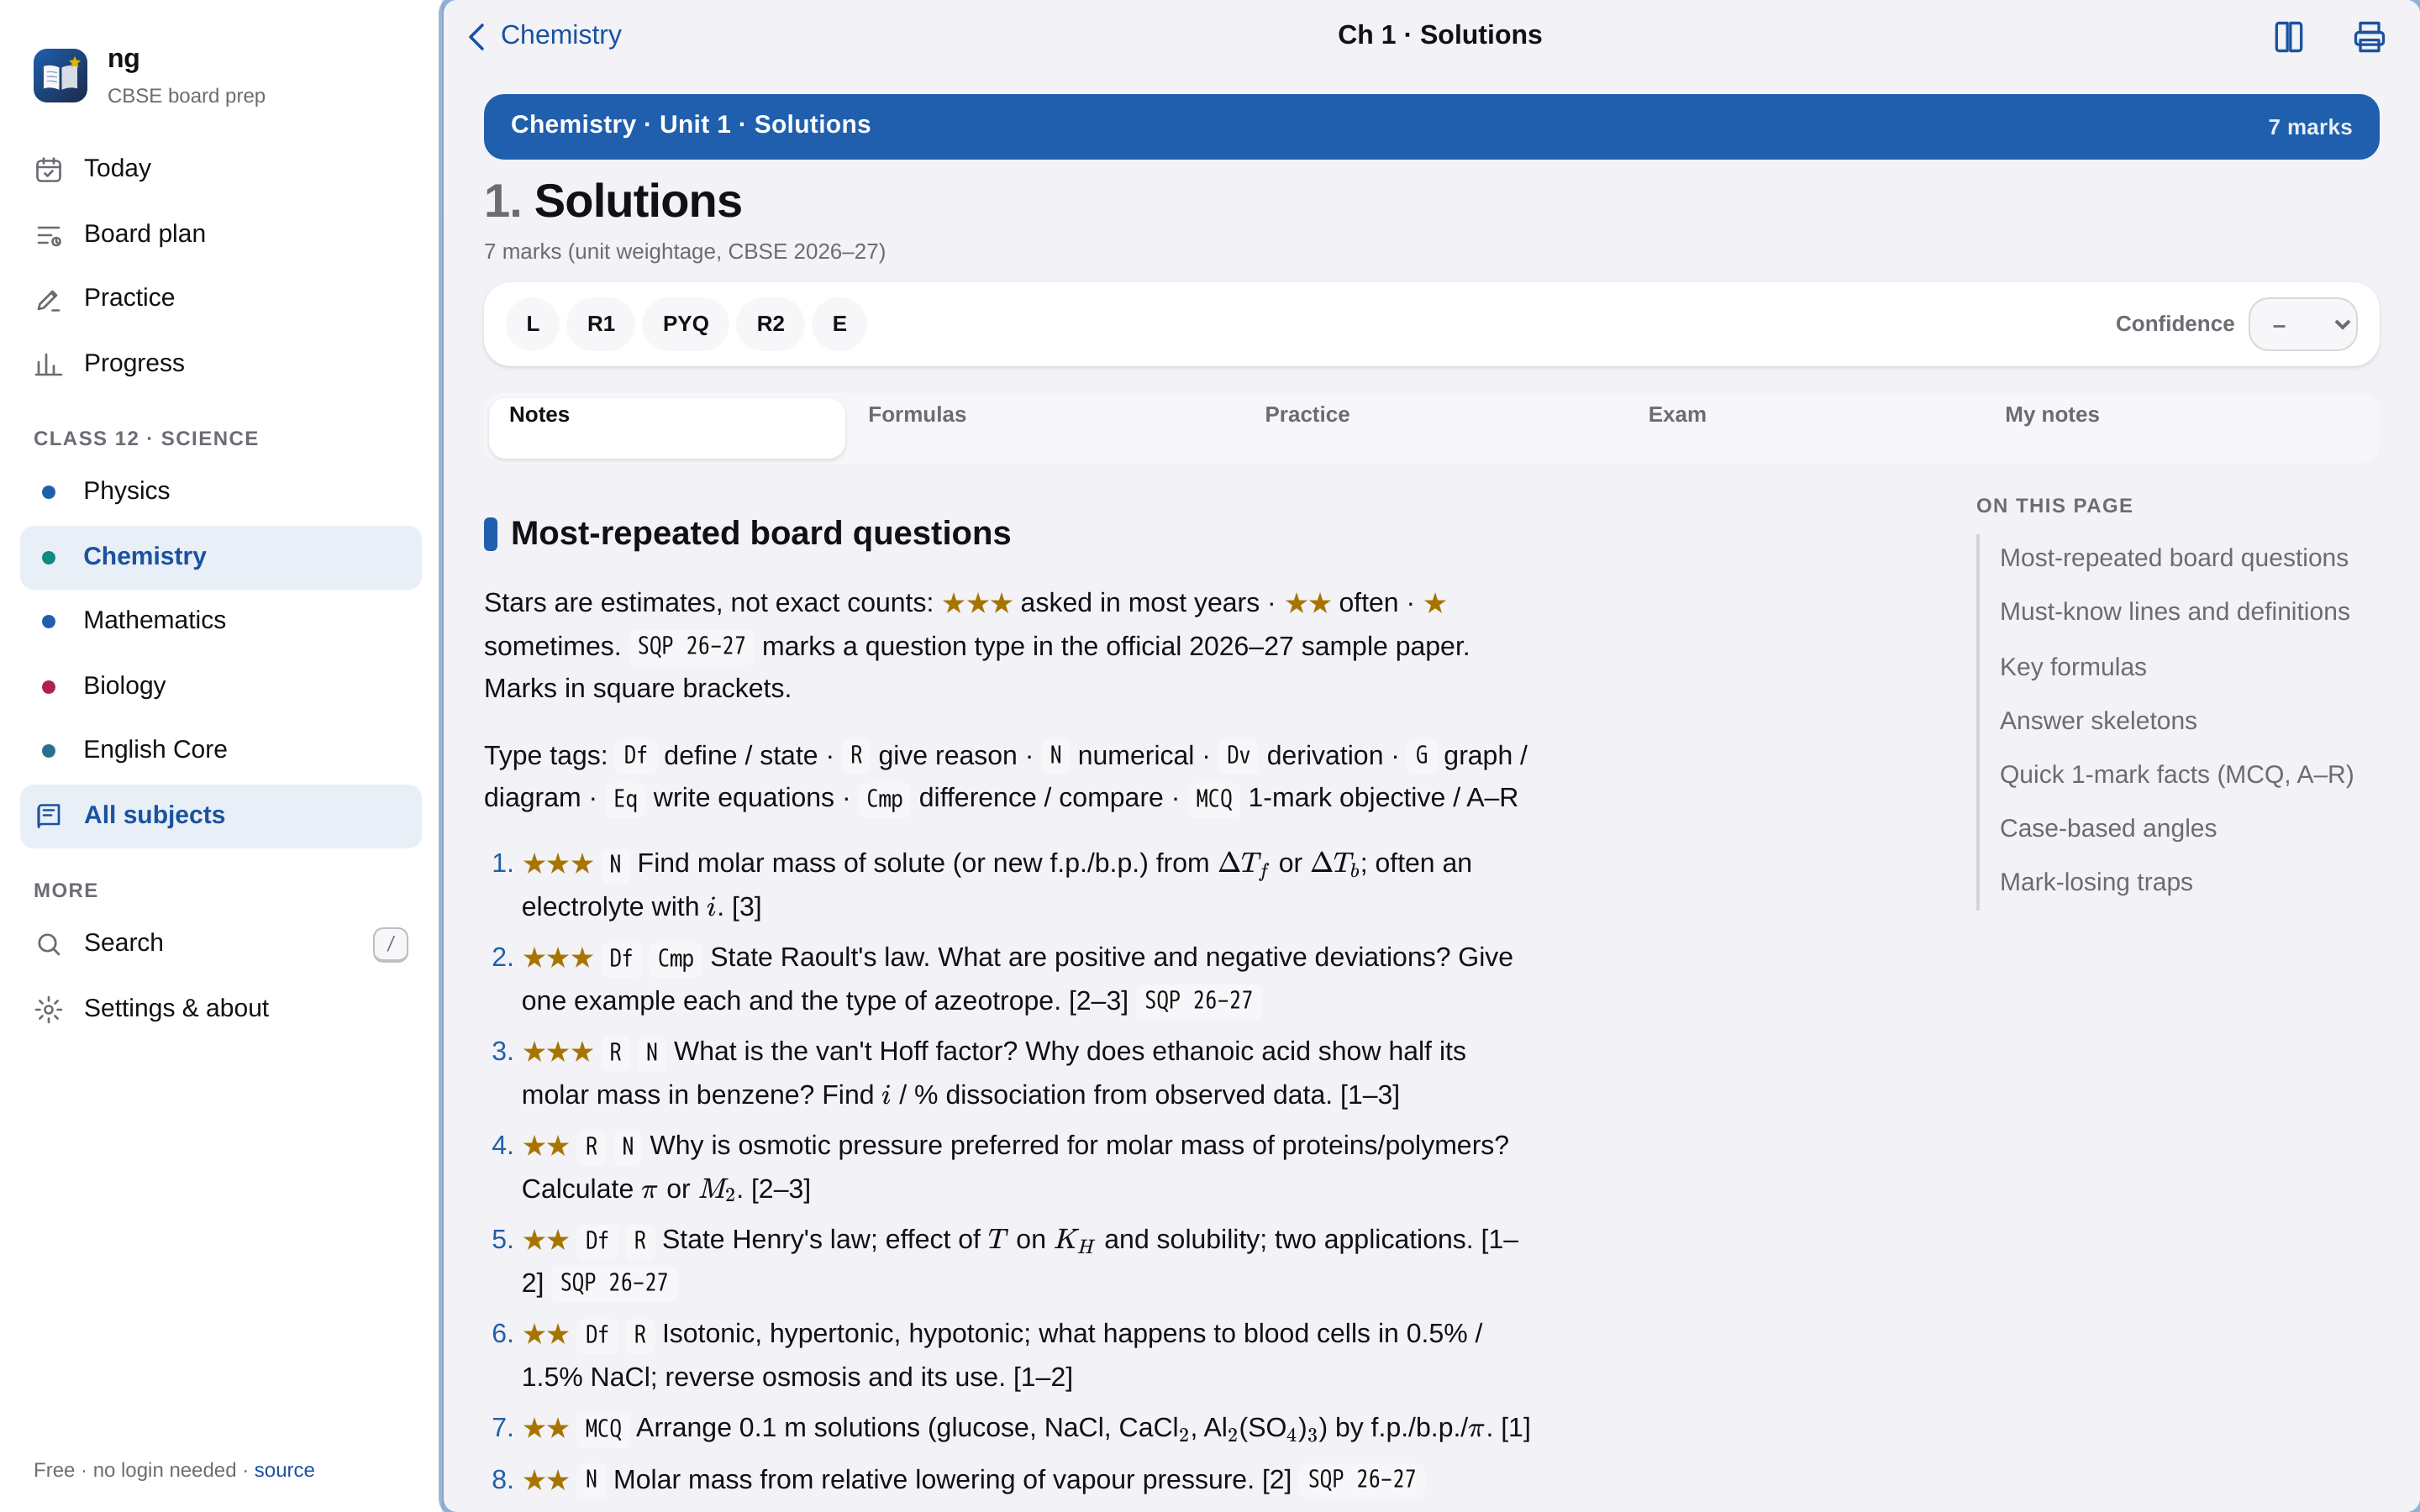 ng
CBSE board prep
Today
Board plan
Practice
Progress
CLASS 12 · SCIENCE
Physics
Chemistry
Mathematics
Biology
English Core
All subjects
MORE
Search /
Settings & about
Free · no login needed · source
Chemistry
Ch 1 · Solutions
Chemistry · Unit 1 · Solutions 7 marks
1. Solutions
7 marks (unit weightage, CBSE 2026–27)
L R1 PYQ R2 E Confidence –
Notes Formulas Practice Exam My notes
Most-repeated board questions
Stars are estimates, not exact counts: ★★★ asked in most years · ★★ often · ★
sometimes. SQP 26–27 marks a question type in the official 2026–27 sample paper.
Marks in square brackets.
Type tags: Df define / state · R give reason · N numerical · Dv derivation · G graph /
diagram · Eq write equations · Cmp difference / compare · MCQ 1-mark objective / A–R
1. ★★★ N Find molar mass of solute (or new f.p./b.p.) from ΔT_f or ΔT_b; often an
electrolyte with i. [3]
2. ★★★ Df Cmp State Raoult's law. What are positive and negative deviations? Give
one example each and the type of azeotrope. [2–3] SQP 26–27
3. ★★★ R N What is the van't Hoff factor? Why does ethanoic acid show half its
molar mass in benzene? Find i / % dissociation from observed data. [1–3]
4. ★★ R N Why is osmotic pressure preferred for molar mass of proteins/polymers?
Calculate π or M₂. [2–3]
5. ★★ Df R State Henry's law; effect of T on K_H and solubility; two applications. [1–
2] SQP 26–27
6. ★★ Df R Isotonic, hypertonic, hypotonic; what happens to blood cells in 0.5% /
1.5% NaCl; reverse osmosis and its use. [1–2]
7. ★★ MCQ Arrange 0.1 m solutions (glucose, NaCl, CaCl₂, Al₂(SO₄)₃) by f.p./b.p./π. [1]
8. ★★ N Molar mass from relative lowering of vapour pressure. [2] SQP 26–27
ON THIS PAGE
Most-repeated board questions
Must-know lines and definitions
Key formulas
Answer skeletons
Quick 1-mark facts (MCQ, A–R)
Case-based angles
Mark-losing traps